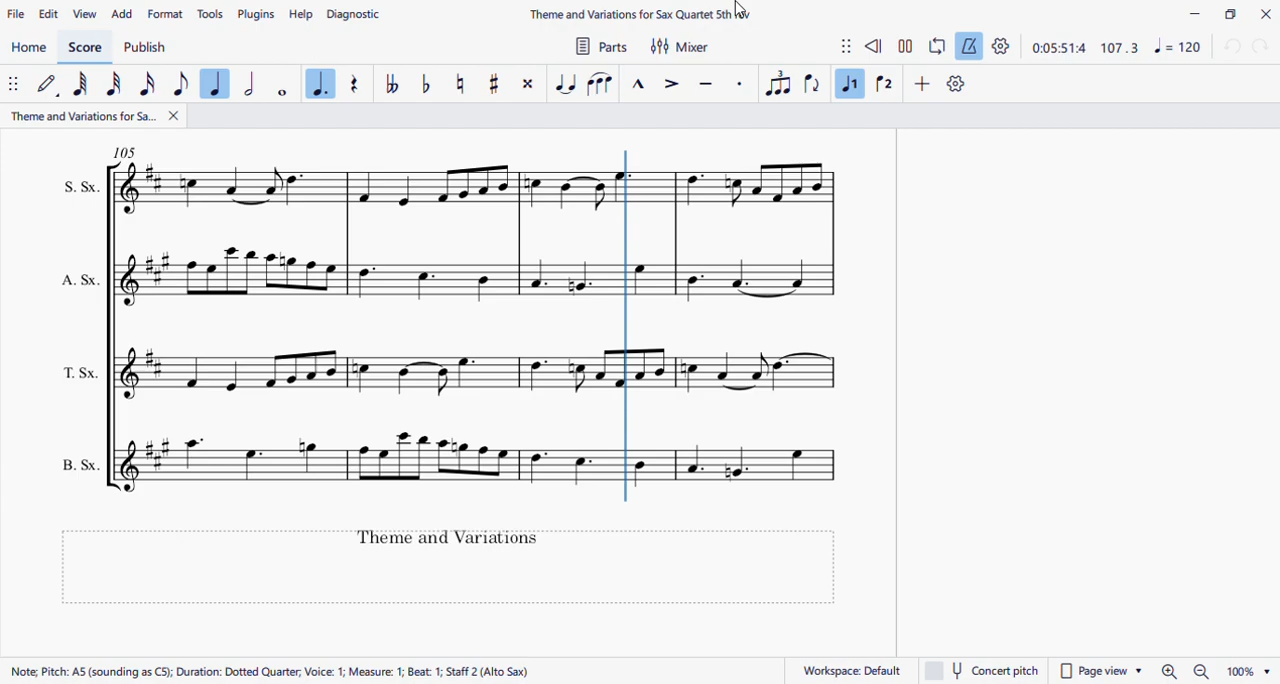 File Edit View Add Format Tools Plugins Help Diagnostic
Theme and Variations for Sax Quartet 5th
Home Score Publish
Parts Mixer
0:05:51:4 107.3 = 120
Theme and Variations for Sa...
105
S. Sx.
A. Sx.
T. Sx.
B. Sx.
Theme and Variations
Note; Pitch: A5 (sounding as C5); Duration: Dotted Quarter; Voice: 1; Measure: 1; Beat: 1; Staff 2 (Alto Sax)
Workspace: Default
Concert pitch
Page view
100%